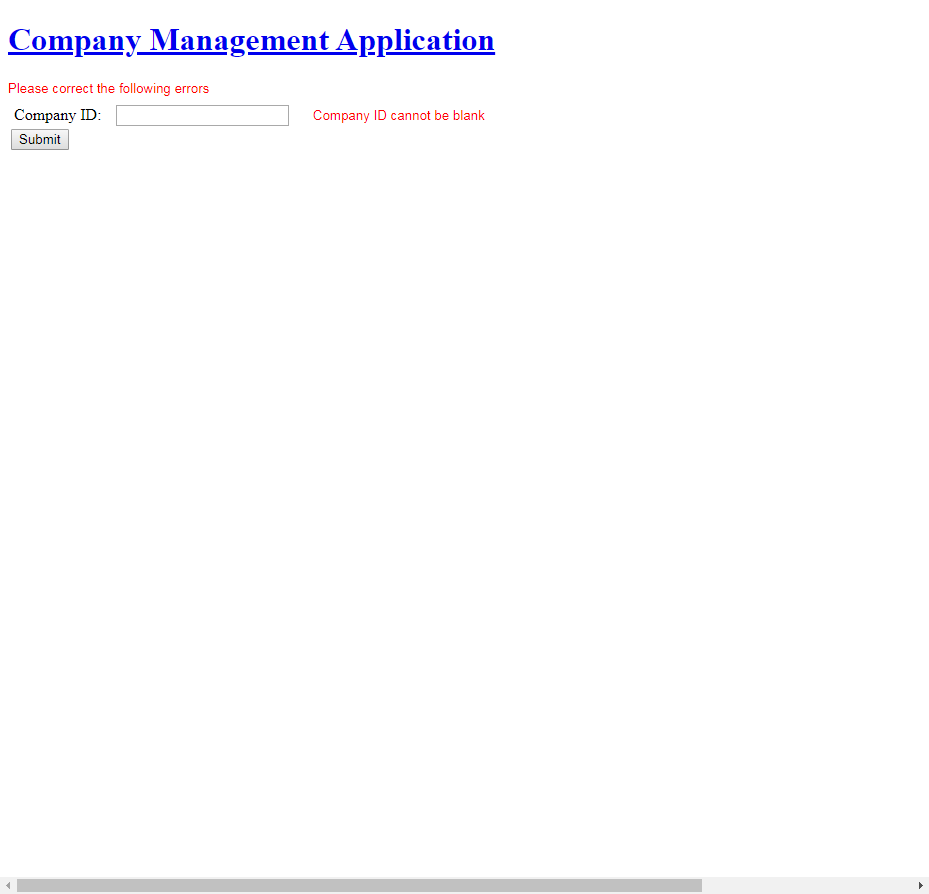 Company Management Application
Please correct the following errors
Company ID: Company ID cannot be blank
Submit